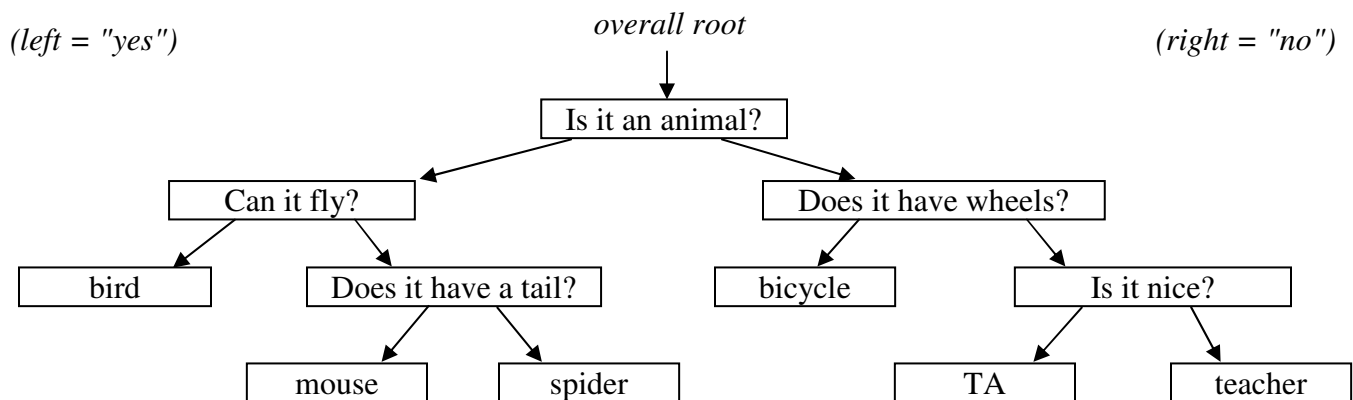 (left = "yes")
overall root
(right = "no")
Is it an animal?
Can it fly?
Does it have wheels?
bird
Does it have a tail?
bicycle
Is it nice?
mouse
spider
TA
teacher